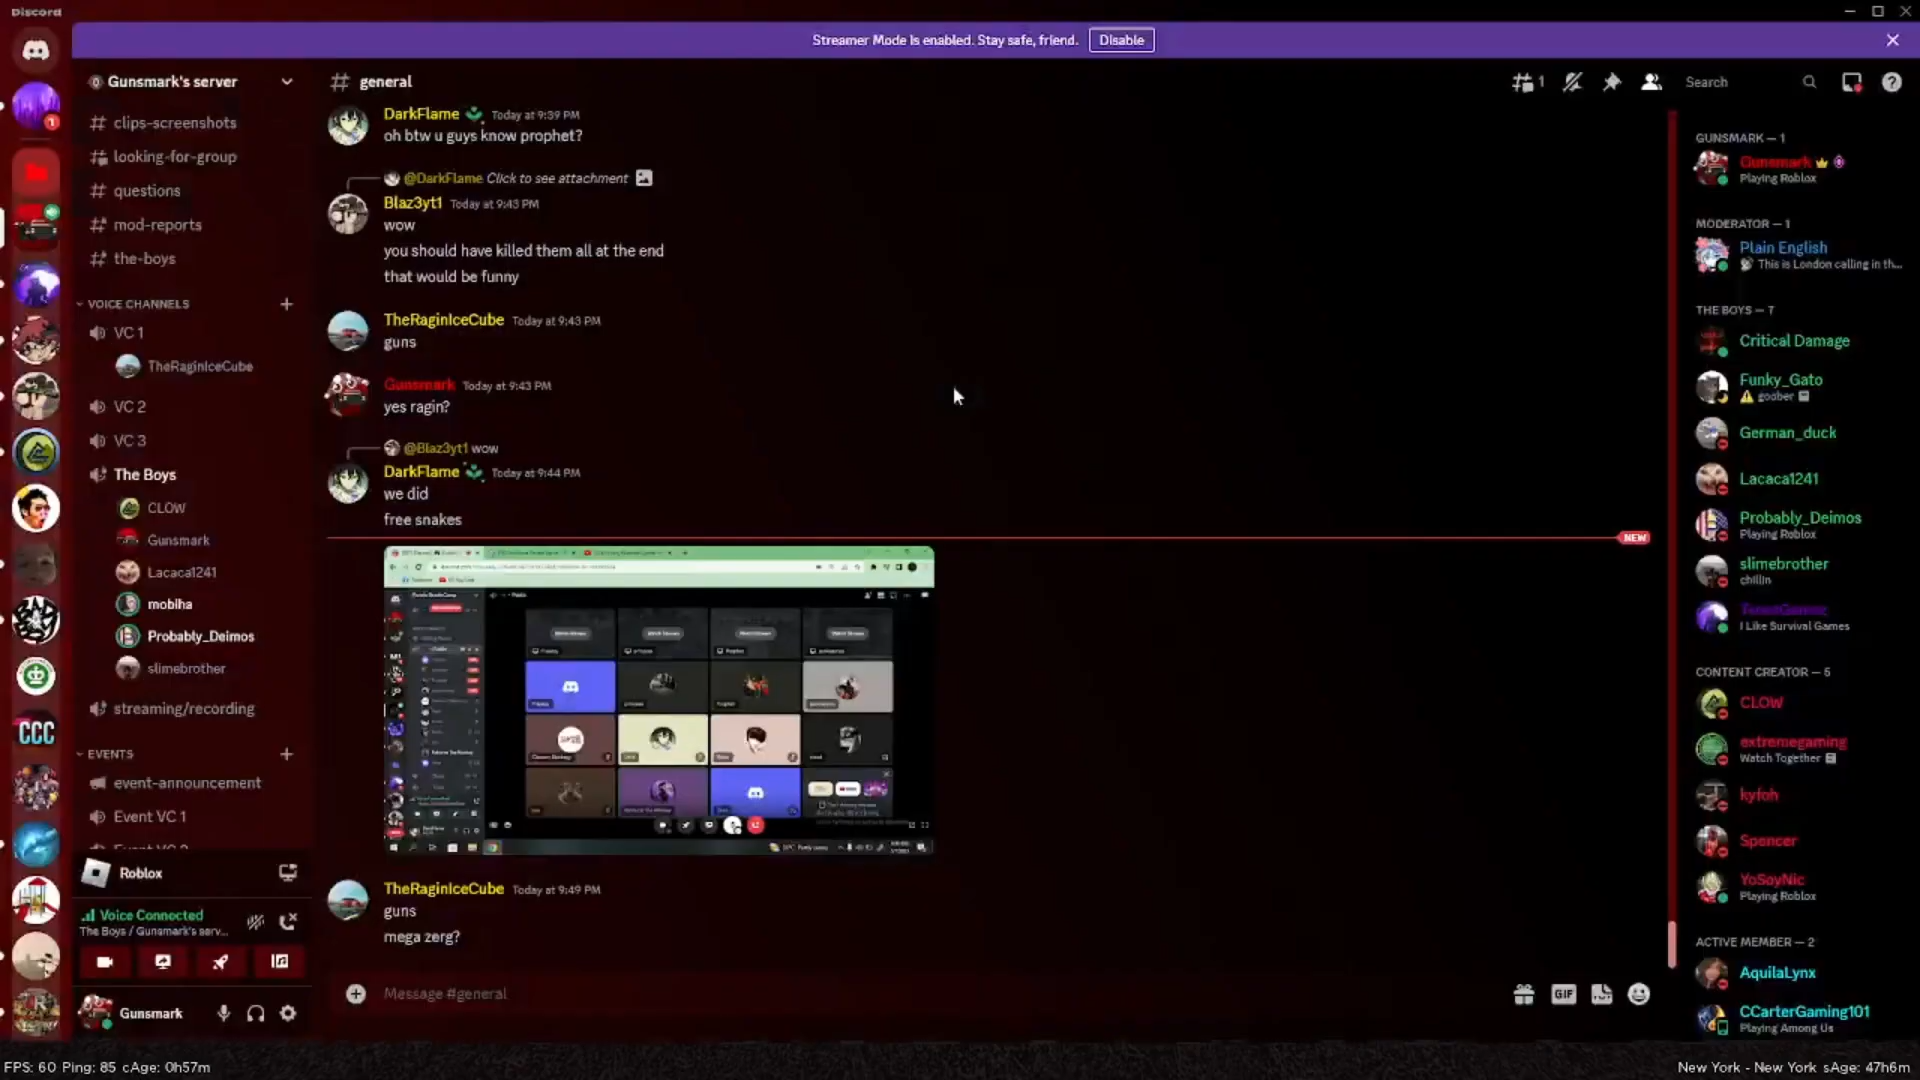 Discord
Streamer Mode is enabled. Stay safe, friend.
Disable
1
Gunsmark's server
clips-screenshots
looking-for-group
questions
mod-reports
the-boys
VOICE CHANNELS
VC 1
TheRaginIceCube
VC 2
VC 3
The Boys
CLOW
Gunsmark
Lacaca1241
mobiha
Probably_Deimos
slimebrother
streaming/recording
EVENTS
event-announcement
Event VC 1
Event VC 2
CCC
Roblox
Voice Connected
The Boys / Gunsmark's serv...
Gunsmark
general
1
Search
DarkFlame Today at 9:39 PM
oh btw u guys know prophet?
@DarkFlame Click to see attachment
Blaz3yt1 Today at 9:43 PM
wow
you should have killed them all at the end
that would be funny
TheRaginIceCube Today at 9:43 PM
guns
Gunsmark Today at 9:43 PM
yes ragin?
@Blaz3yt1 wow
DarkFlame Today at 9:44 PM
we did
free snakes
NEW
TheRaginIceCube Today at 9:49 PM
guns
mega zerg?
Message #general
GIF
GUNSMARK — 1
Gunsmark
Playing Roblox
MODERATOR — 1
Plain English
This is London calling in th...
THE BOYS — 7
Critical Damage
Funky_Gato
goober
German_duck
Lacaca1241
Probably_Deimos
Playing Roblox
slimebrother
chillin
I Like Survival Games
CONTENT CREATOR — 5
CLOW
extremegaming
Watch Together
kyfoh
Spencer
YoSoyNic
Playing Roblox
ACTIVE MEMBER — 2
AquilaLynx
CCarterGaming101
Playing Among Us
FPS: 60 Ping: 85 cAge: 0h57m
New York - New York sAge: 47h6m